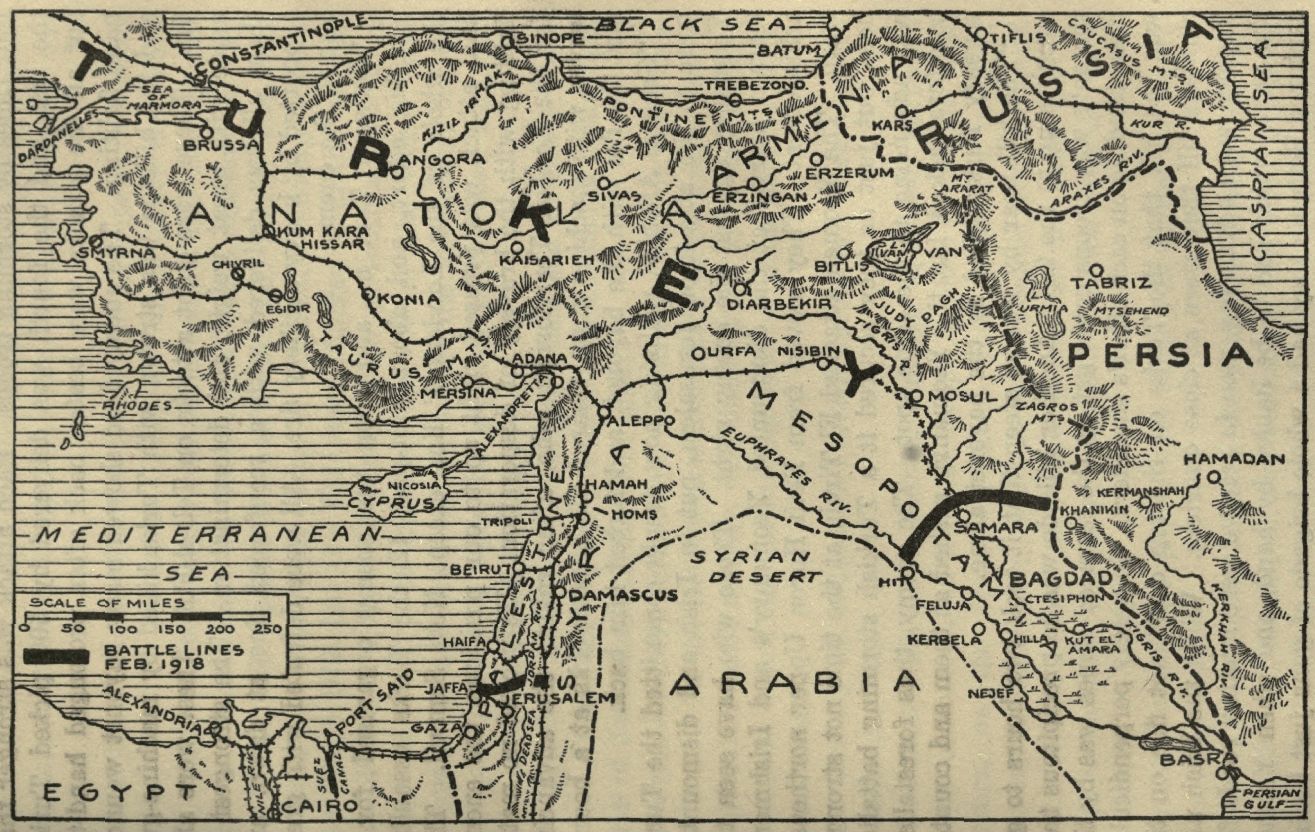 BLACK SEA
TURKEY
RUSSIA
CONSTANTINOPLE
SINOPE
BATUM
TIFLIS
CAUCASUS MTS.
CASPIAN SEA
SEA OF MARMORA
DARDANELLES
BRUSSA
KIZIL IRMAK
TREBEZOND.
PONTINE MTS.
ARMENIA
KARS
KUR R.
ANGORA
ERZERUM
ERZINGAN
MT ARARAT
ARAXES RIV.
SIVAS
ANATOLIA
KUM KARA HISSAR
SMYRNA
KAISARIEH
CHIVRIL
EGIDIR
KONIA
BITLIS
L. VAN
VAN
TABRIZ
URMIA
MT SEHEND
DIARBEKIR
JUDY DAGH
TIGRIS R.
PERSIA
TAURUS MT.
ADANA
MERSINA
ALEXANDRETTA
URFA
NISIBIN
MOSUL
ZAGROS MTS.
RHODES
ALEPPO
MESOPOTAMIA
EUPHRATES RIV.
HAMADAN
NICOSIA
CYPRUS
HAMAH
HOMS
TRIPOLI
KERMANSHAH
KHANIKIN
SAMARA
MEDITERRANEAN SEA
SYRIAN DESERT
BEIRUT
HIT
BAGDAD
CTESIPHON
DAMASCUS
FELUJA
SYRIA
PALESTINE
KERKHAH RIV.
SCALE OF MILES
0 50 100 150 200 250
BATTLE LINES
FEB. 1918
HAIFA
JORDAN RIV.
KERBELA
HILLA
KUT EL AMARA
TIGRIS RIV.
JAFFA
JERUSALEM
ARABIA
NEJEF
ALEXANDRIA
PORT SAID
GAZA
DEAD SEA
BASRA
EGYPT
NILE RIV.
SUEZ CANAL
CAIRO
PERSIAN GULF